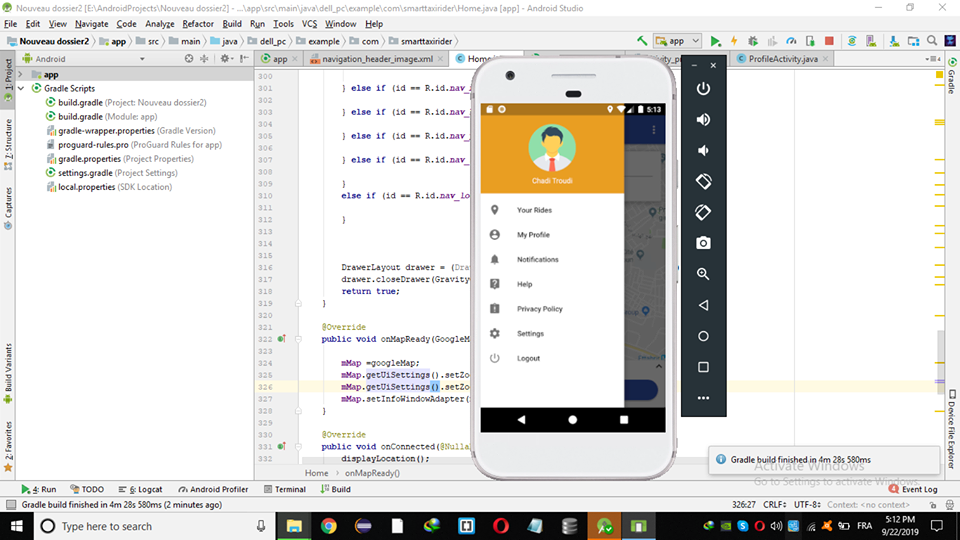 Nouveau dossier2 [E:\AndroidProjects\Nouveau dossier2] - ...\app\src\main\java\dell_pc\example\com\smarttaxirider\Home.java [app] - Android Studio
File Edit View Navigate Code Analyze Refactor Build Run Tools VCS Window Help
Nouveau dossier2 app src main java dell_pc example com smarttaxirider app
Android app navigation_header_image.xml Home ProfileActivity.java
1: Project
7: Structure
Captures
Build Variants
2: Favorites
Gradle
Device File Explorer
app
Gradle Scripts
build.gradle (Project: Nouveau dossier2)
build.gradle (Module: app)
gradle-wrapper.properties (Gradle Version)
proguard-rules.pro (ProGuard Rules for app)
gradle.properties (Project Properties)
settings.gradle (Project Settings)
local.properties (SDK Location)
300
301 } else if (id == R.id.nav_
302
303 } else if (id == R.id.nav_
304
305 } else if (id == R.id.nav_
306
307 } else if (id == R.id.nav_
308
309 }
310 else if (id == R.id.nav_lo
311
312 }
313
314
315
316 DrawerLayout drawer = (
317 drawer.closeDrawer(Gravity
318 return true;
319 }
320
321 @Override
322 public void onMapReady(GoogleM
323
324 mMap =googleMap;
325 mMap.getUiSettings().setZo
326 mMap.getUiSettings().setZo
327 mMap.setInfoWindowAdapter(
328 }
329
330 @Override
331 public void onConnected(@Nulla
332 displayLocation();
Home onMapReady()
5:13
Chadi Troudi
Your Rides
My Profile
Notifications
Help
Privacy Policy
Settings
Logout
Gradle build finished in 4m 28s 580ms
Activate Windows
Go to Settings to activate Windows.
4: Run TODO 6: Logcat Android Profiler Terminal Build 4 Event Log
Gradle build finished in 4m 28s 580ms (2 minutes ago) 326:27 CRLF UTF-8 Context: <no context>
Type here to search FRA 5:12 PM
9/22/2019